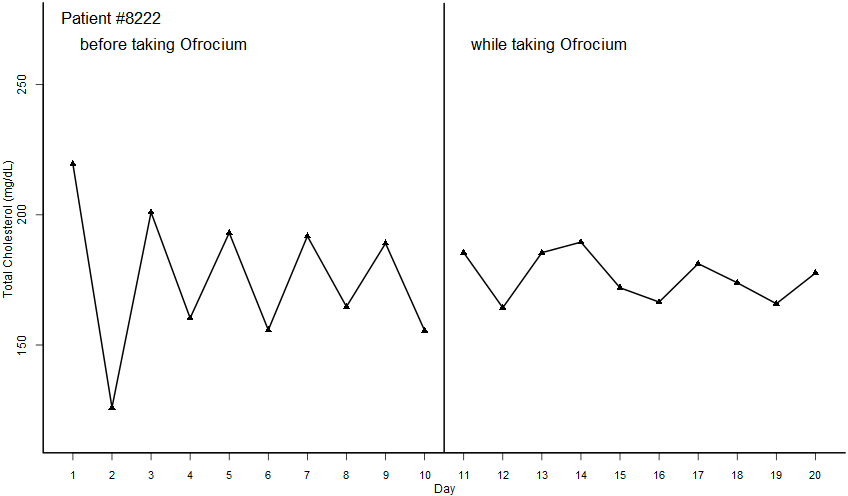 Patient #8222
before taking Ofrocium
while taking Ofrocium
Total Cholesterol (mg/dL)
250
200
150
1 2 3 4 5 6 7 8 9 10 11 12 13 14 15 16 17 18 19 20
Day